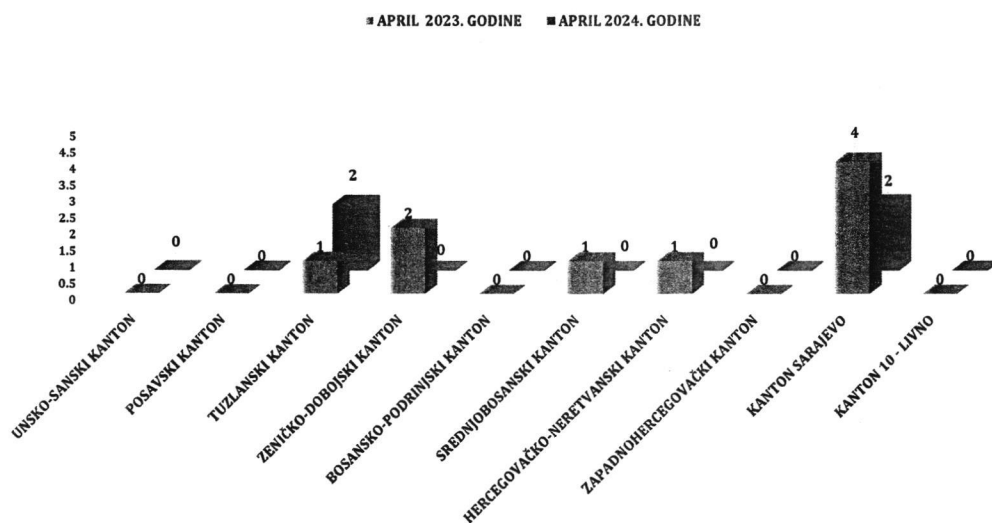 APRIL 2023. GODINE APRIL 2024. GODINE
5
4.5
4
3.5
3
2.5
2
1.5
1
0.5
0
0 0 0 0 1 2 2 0 0 0 1 0 1 0 0 0 4 2 0 0
UNSKO-SANSKI KANTON
POSAVSKI KANTON
TUZLANSKI KANTON
ZENIČKO-DOBOJSKI KANTON
BOSANSKO-PODRINJSKI KANTON
SREDNJOBOSANSKI KANTON
HERCEGOVAČKO-NERETVANSKI KANTON
ZAPADNOHERCEGOVAČKI KANTON
KANTON SARAJEVO
KANTON 10 - LIVNO